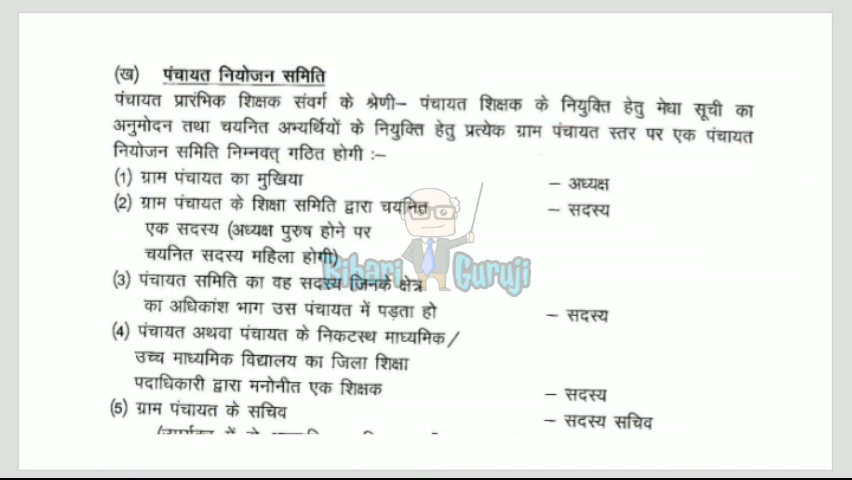 (ख) पंचायत नियोजन समिति
पंचायत प्रारंभिक शिक्षक संवर्ग के श्रेणी– पंचायत शिक्षक के नियुक्ति हेतु मेधा सूची का
अनुमोदन तथा चयनित अभ्यर्थियों के नियुक्ति हेतु प्रत्येक ग्राम पंचायत स्तर पर एक पंचायत
नियोजन समिति निम्नवत् गठित होगी :–
(1) ग्राम पंचायत का मुखिया – अध्यक्ष
(2) ग्राम पंचायत के शिक्षा समिति द्वारा चयनित – सदस्य
एक सदस्य (अध्यक्ष पुरुष होने पर
चयनित सदस्य महिला होगी)
Bihari Guruji
(3) पंचायत समिति का वह सदस्य जिनके क्षेत्र
का अधिकांश भाग उस पंचायत में पड़ता हो – सदस्य
(4) पंचायत अथवा पंचायत के निकटस्थ माध्यमिक/
उच्च माध्यमिक विद्यालय का जिला शिक्षा
पदाधिकारी द्वारा मनोनीत एक शिक्षक – सदस्य
(5) ग्राम पंचायत के सचिव – सदस्य सचिव